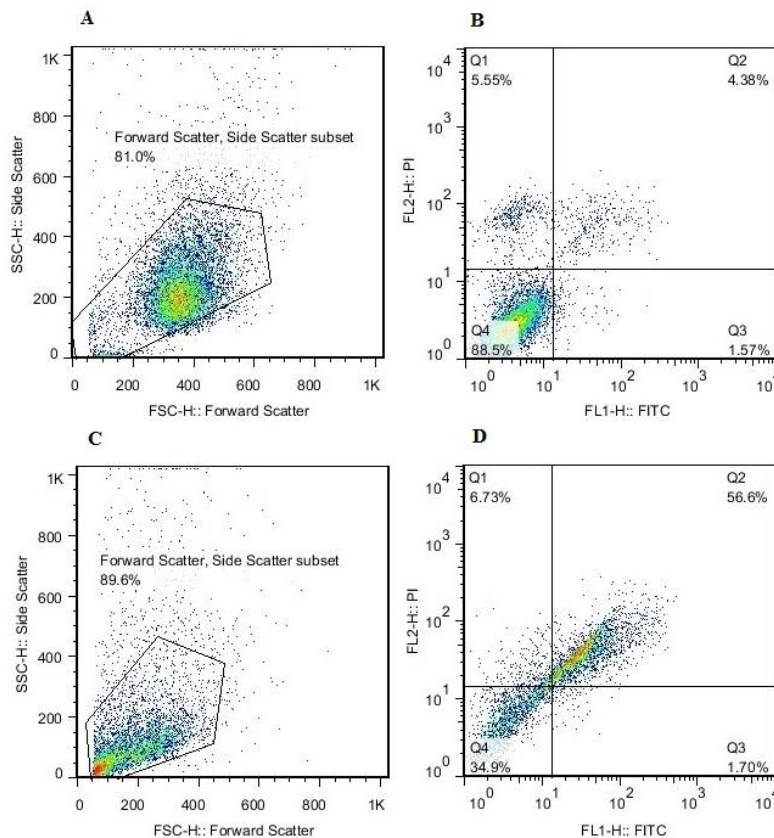 A
1K
800
600
400
200
0
SSC-H:: Side Scatter
Forward Scatter, Side Scatter subset
81.0%
0 200 400 600 800 1K
FSC-H:: Forward Scatter
B
10^4
10^3
10^2
10^1
10^0
FL2-H:: PI
Q1
5.55%
Q2
4.38%
Q4
88.5%
Q3
1.57%
10^0 10^1 10^2 10^3 10^4
FL1-H:: FITC
C
1K
800
600
400
200
0
SSC-H:: Side Scatter
Forward Scatter, Side Scatter subset
89.6%
0 200 400 600 800 1K
FSC-H:: Forward Scatter
D
10^4
10^3
10^2
10^1
10^0
FL2-H:: PI
Q1
6.73%
Q2
56.6%
Q4
34.9%
Q3
1.70%
10^0 10^1 10^2 10^3 10^4
FL1-H:: FITC